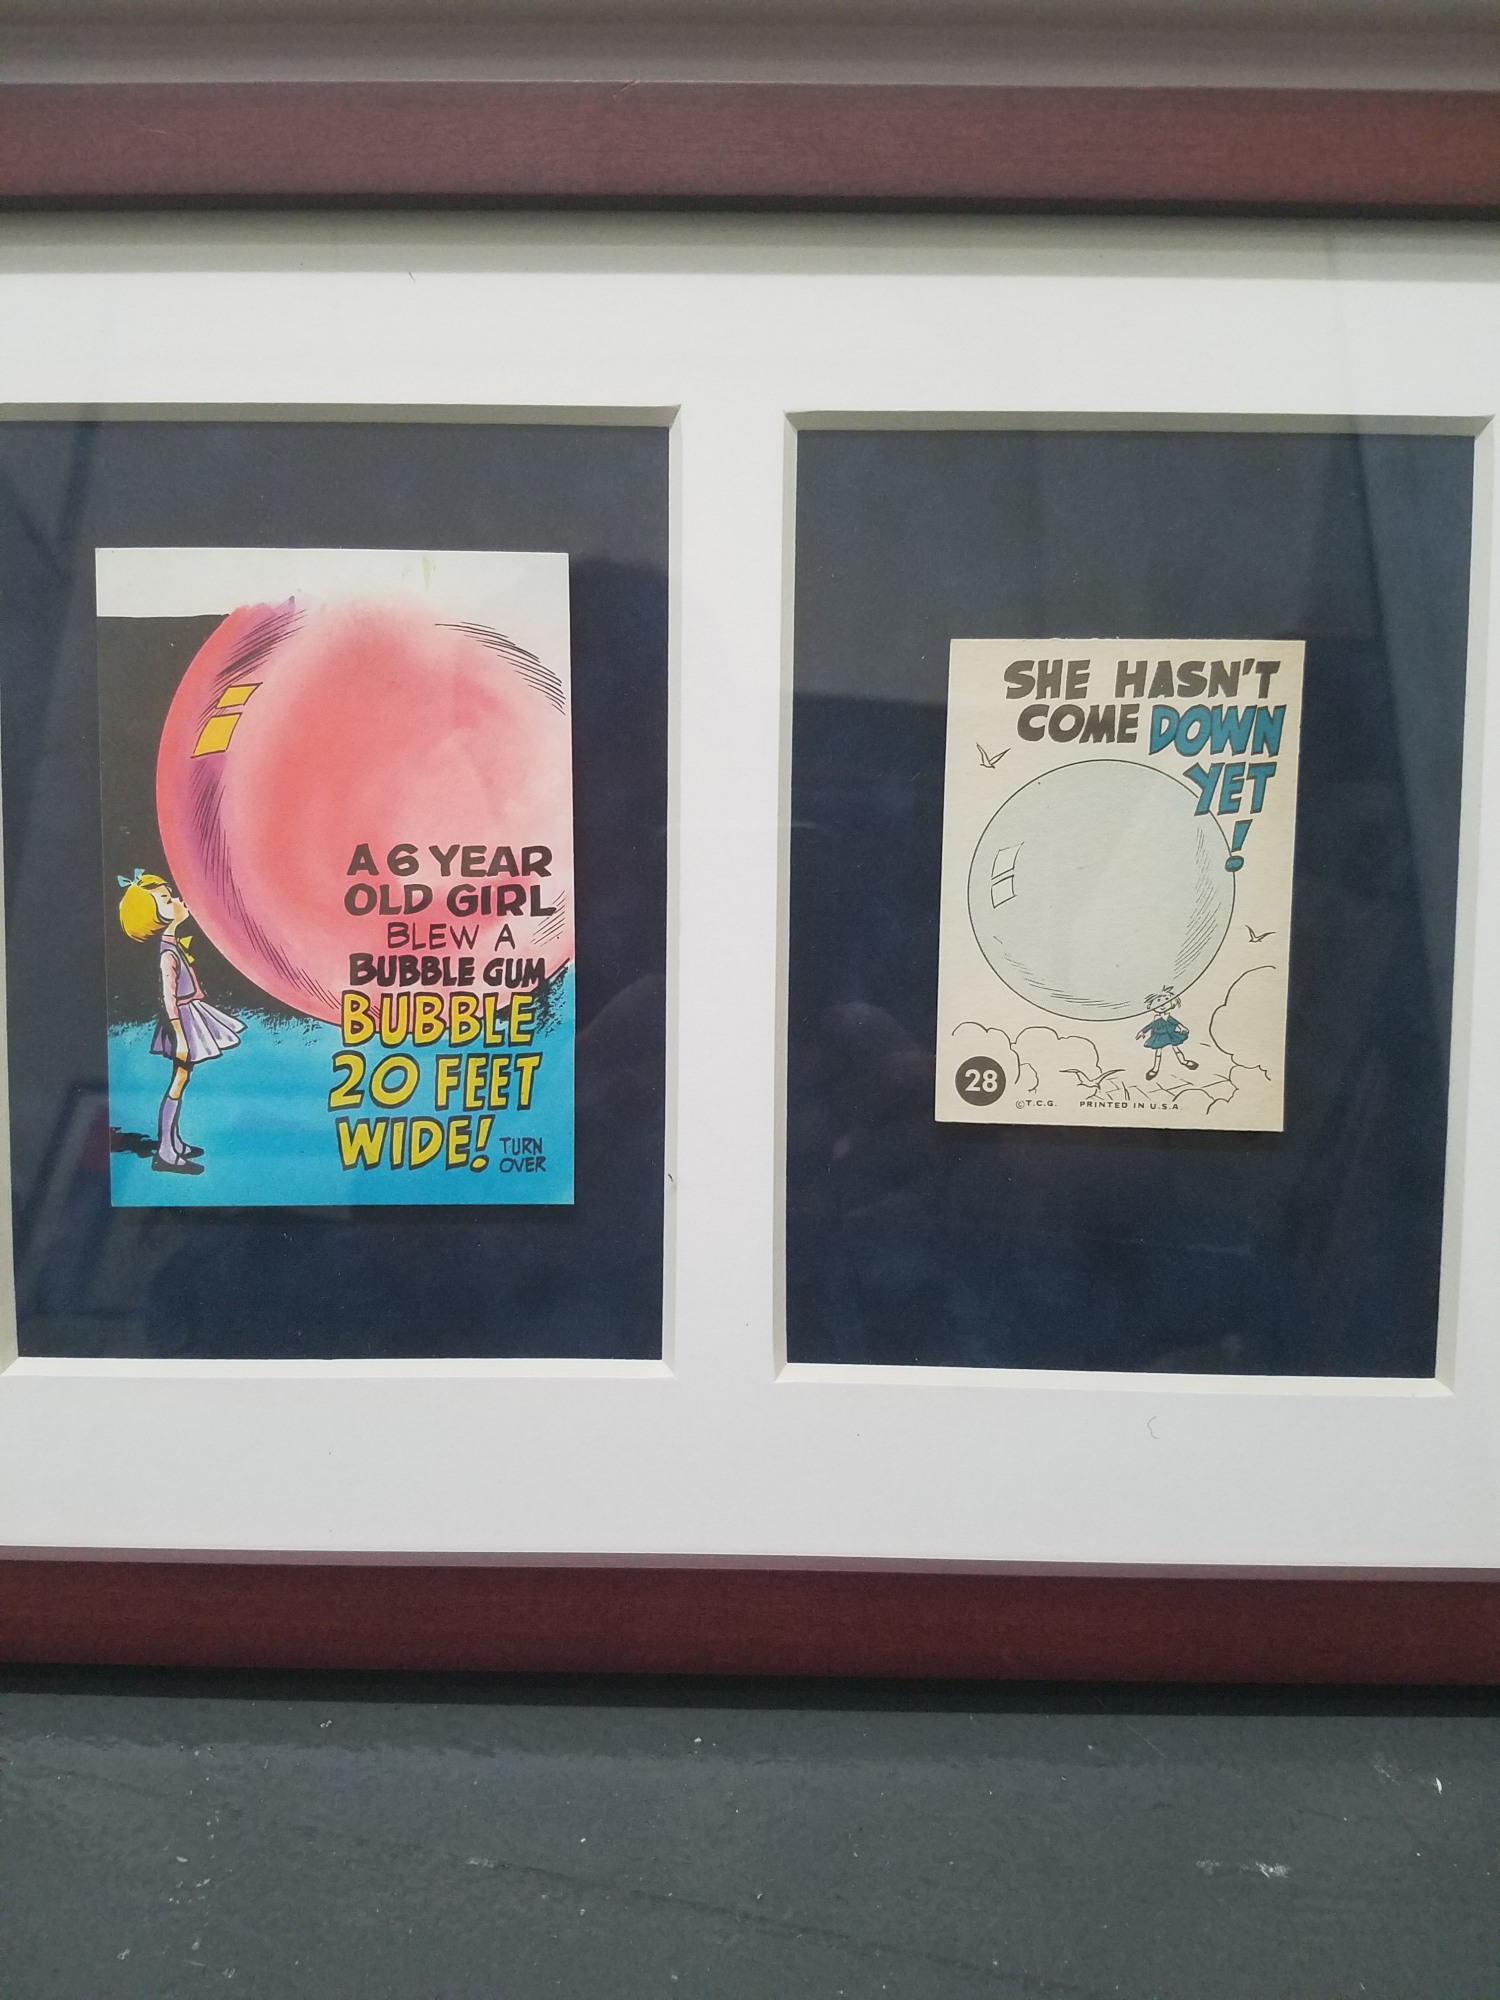 A 6 YEAR
OLD GIRL
BLEW A
BUBBLE GUM
BUBBLE
20 FEET
WIDE!
TURN
OVER
SHE HASN'T
COME DOWN
YET
!
28
©T.C.G. PRINTED IN U.S.A.